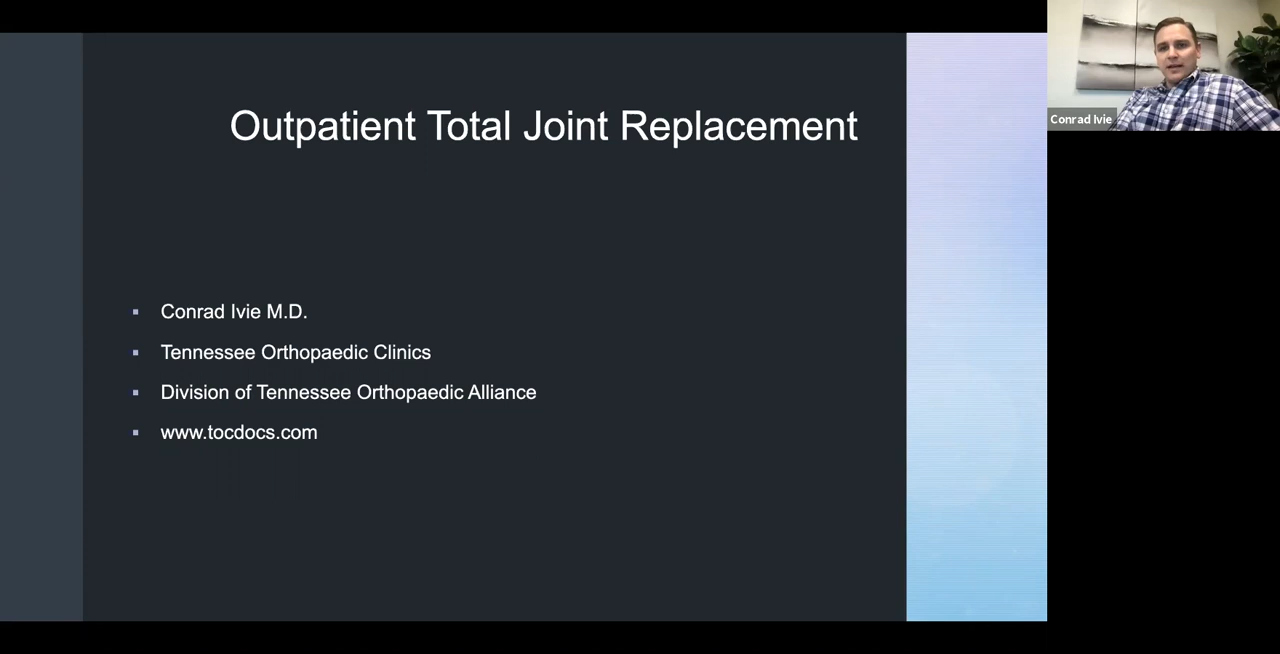 Outpatient Total Joint Replacement
Conrad Ivie M.D.
Tennessee Orthopaedic Clinics
Division of Tennessee Orthopaedic Alliance
www.tocdocs.com
Conrad Ivie